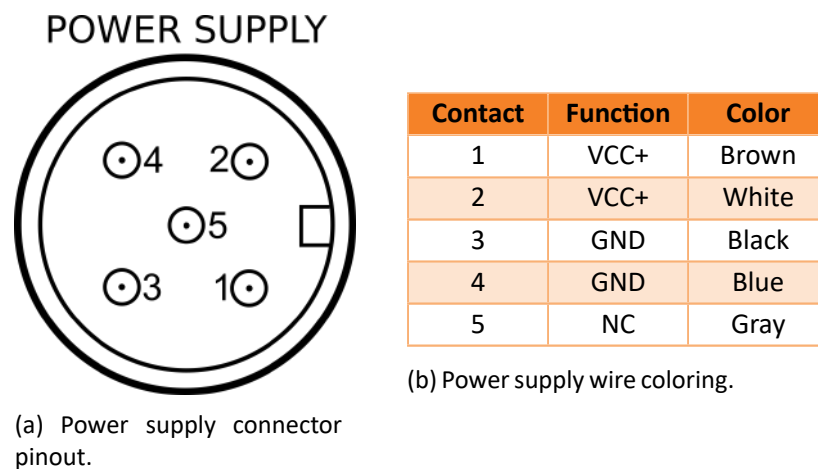 POWER SUPPLY
4 2
5
3 1
(a) Power supply connector
pinout.
Contact Function Color
1 VCC+ Brown
2 VCC+ White
3 GND Black
4 GND Blue
5 NC Gray
(b) Power supply wire coloring.